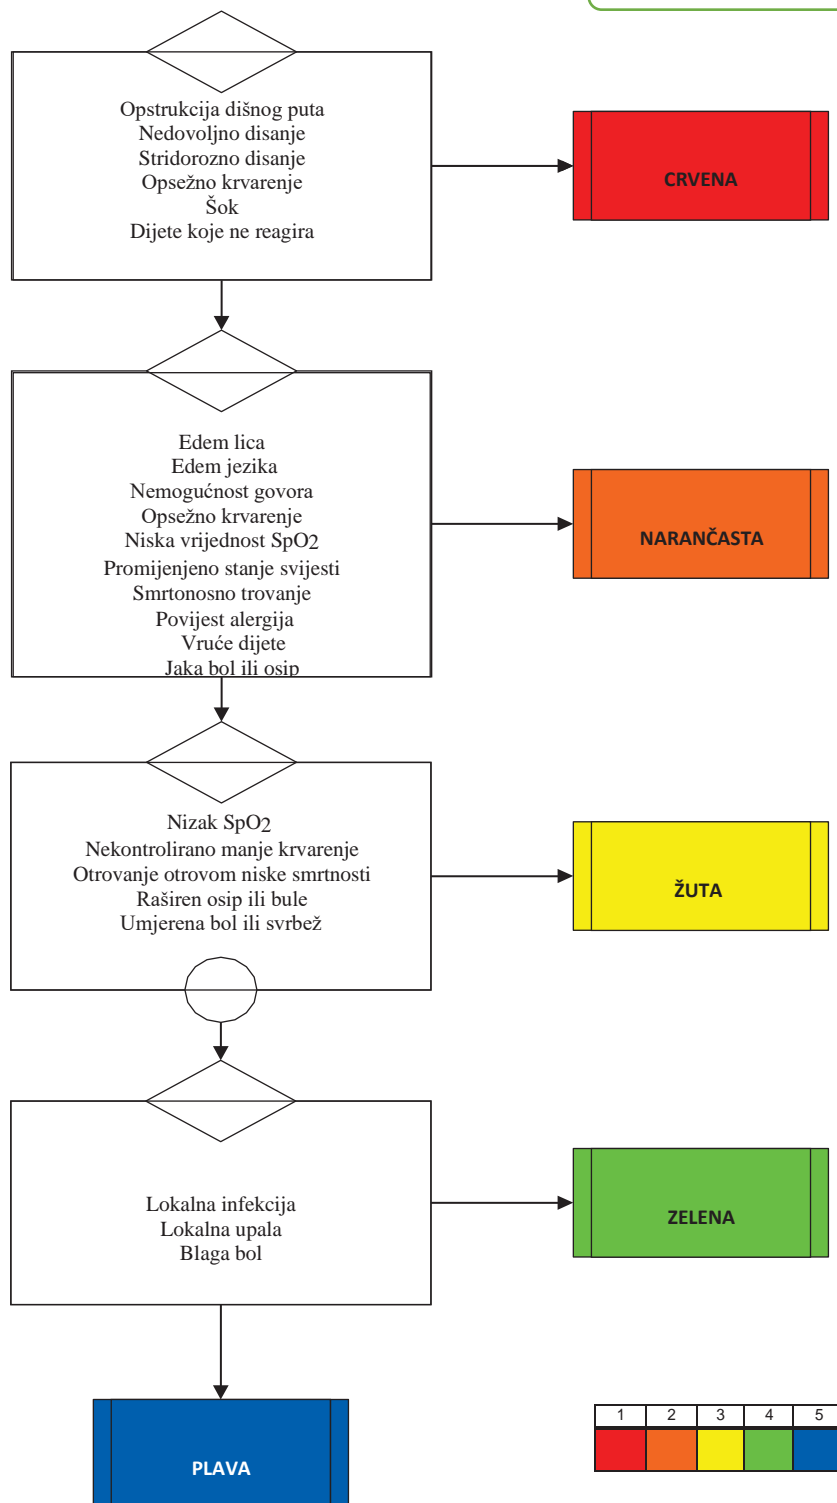 Opstrukcija dišnog puta
Nedovoljno disanje
Stridorozno disanje
Opsežno krvarenje
Šok
Dijete koje ne reagira
CRVENA
Edem lica
Edem jezika
Nemogućnost govora
Opsežno krvarenje
Niska vrijednost SpO2
Promijenjeno stanje svijesti
Smrtonosno trovanje
Povijest alergija
Vruće dijete
Jaka bol ili osip
NARANČASTA
Nizak SpO2
Nekontrolirano manje krvarenje
Otrovanje otrovom niske smrtnosti
Raširen osip ili bule
Umjerena bol ili svrbež
ŽUTA
Lokalna infekcija
Lokalna upala
Blaga bol
ZELENA
PLAVA
1 2 3 4 5